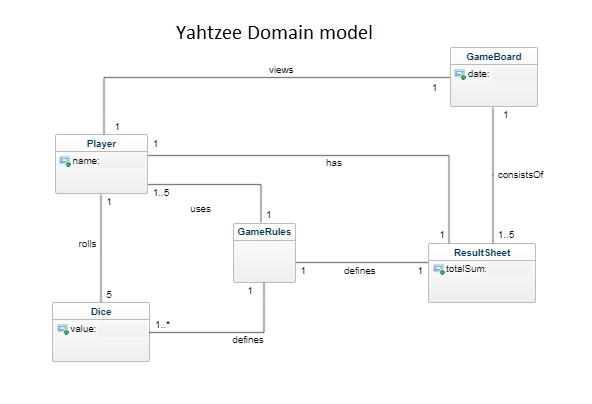 Yahtzee Domain model
GameBoard
date:
views
1
1
1
Player
name:
1
has
consistsOf
1..5
1
uses
1
GameRules
1
1..5
rolls
ResultSheet
totalSum:
1
defines
1
1
5
Dice
value:
1..*
defines